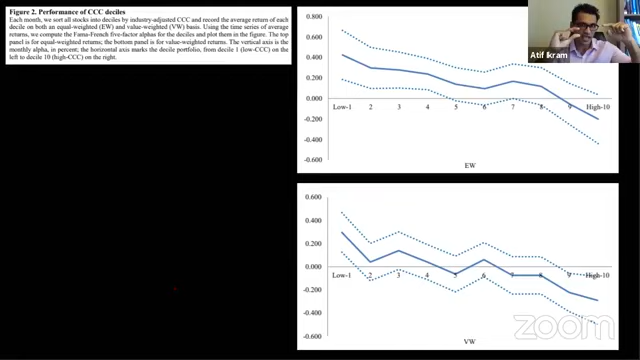 Figure 2. Performance of CCC deciles
Each month, we sort all stocks into deciles by industry-adjusted CCC and record the average return of each
decile on both an equal-weighted (EW) and value-weighted (VW) basis. Using the time series of average
returns, we compute the Fama-French five-factor alphas for the deciles and plot them in the figure. The top
panel is for equal-weighted returns; the bottom panel is for value-weighted returns. The vertical axis is the
monthly alpha, in percent; the horizontal axis marks the decile portfolio, from decile 1 (low-CCC) on the
left to decile 10 (high-CCC) on the right.
Atif Ikram
0.800
0.600
0.400
0.200
0.000
-0.200
-0.400
-0.600
Low-1 2 3 4 5 6 7 8 9 High-10
EW
0.600
0.400
0.200
0.000
-0.200
-0.400
-0.600
Low-1 2 3 4 5 6 7 8 9 High-10
VW
zoom